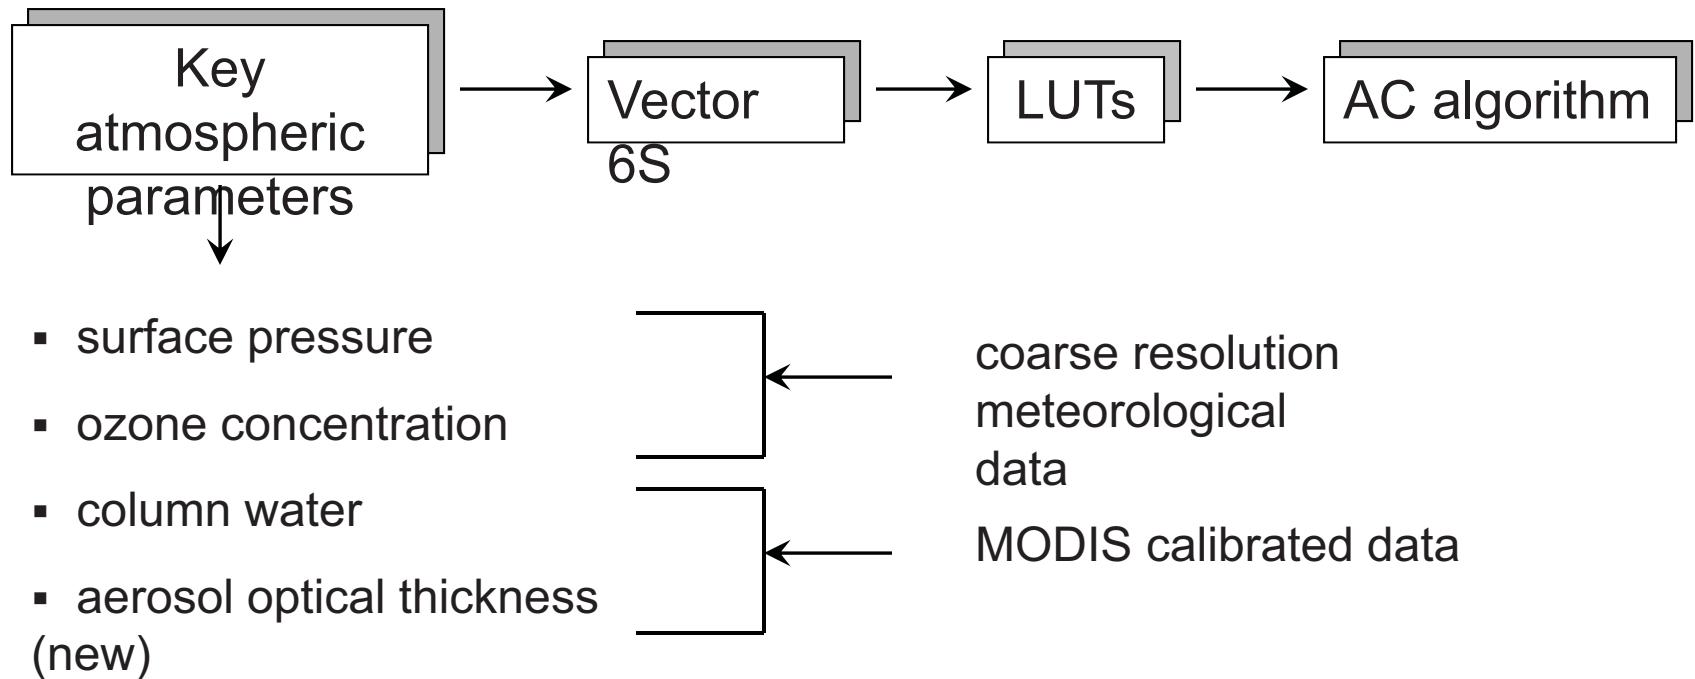 Key
atmospheric
parameters
Vector
6S
LUTs
AC algorithm
▪ surface pressure
▪ ozone concentration
▪ column water
▪ aerosol optical thickness
(new)
coarse resolution
meteorological
data
MODIS calibrated data